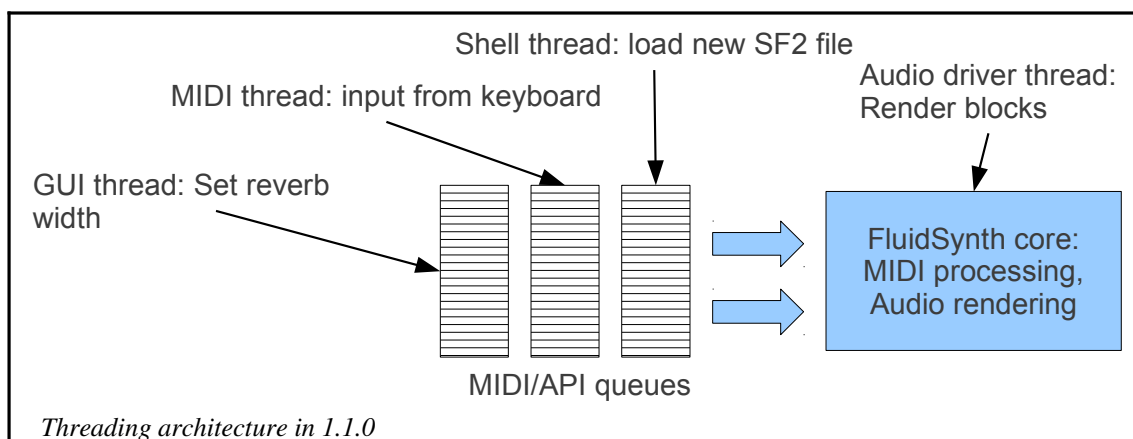 Shell thread: load new SF2 file
Audio driver thread:
Render blocks
MIDI thread: input from keyboard
GUI thread: Set reverb
width
FluidSynth core:
MIDI processing,
Audio rendering
MIDI/API queues
Threading architecture in 1.1.0